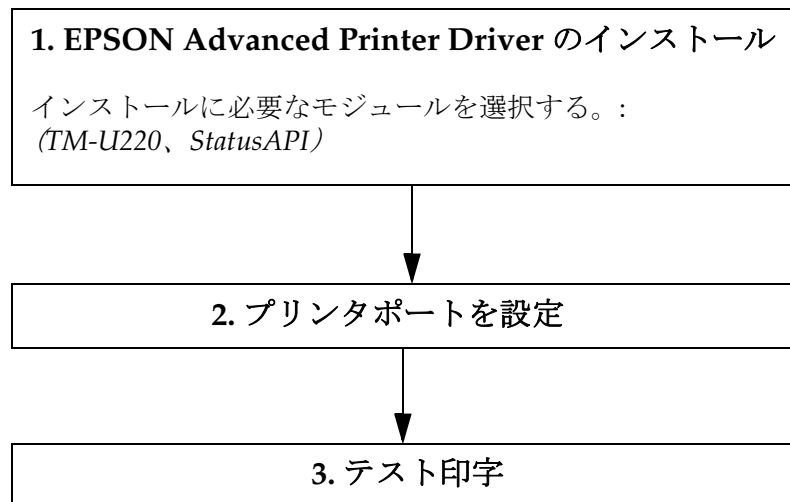 1. EPSON Advanced Printer Driver のインストール
インストールに必要なモジュールを選択する。:
(TM-U220、StatusAPI）
2. プリンタポートを設定
3. テスト印字